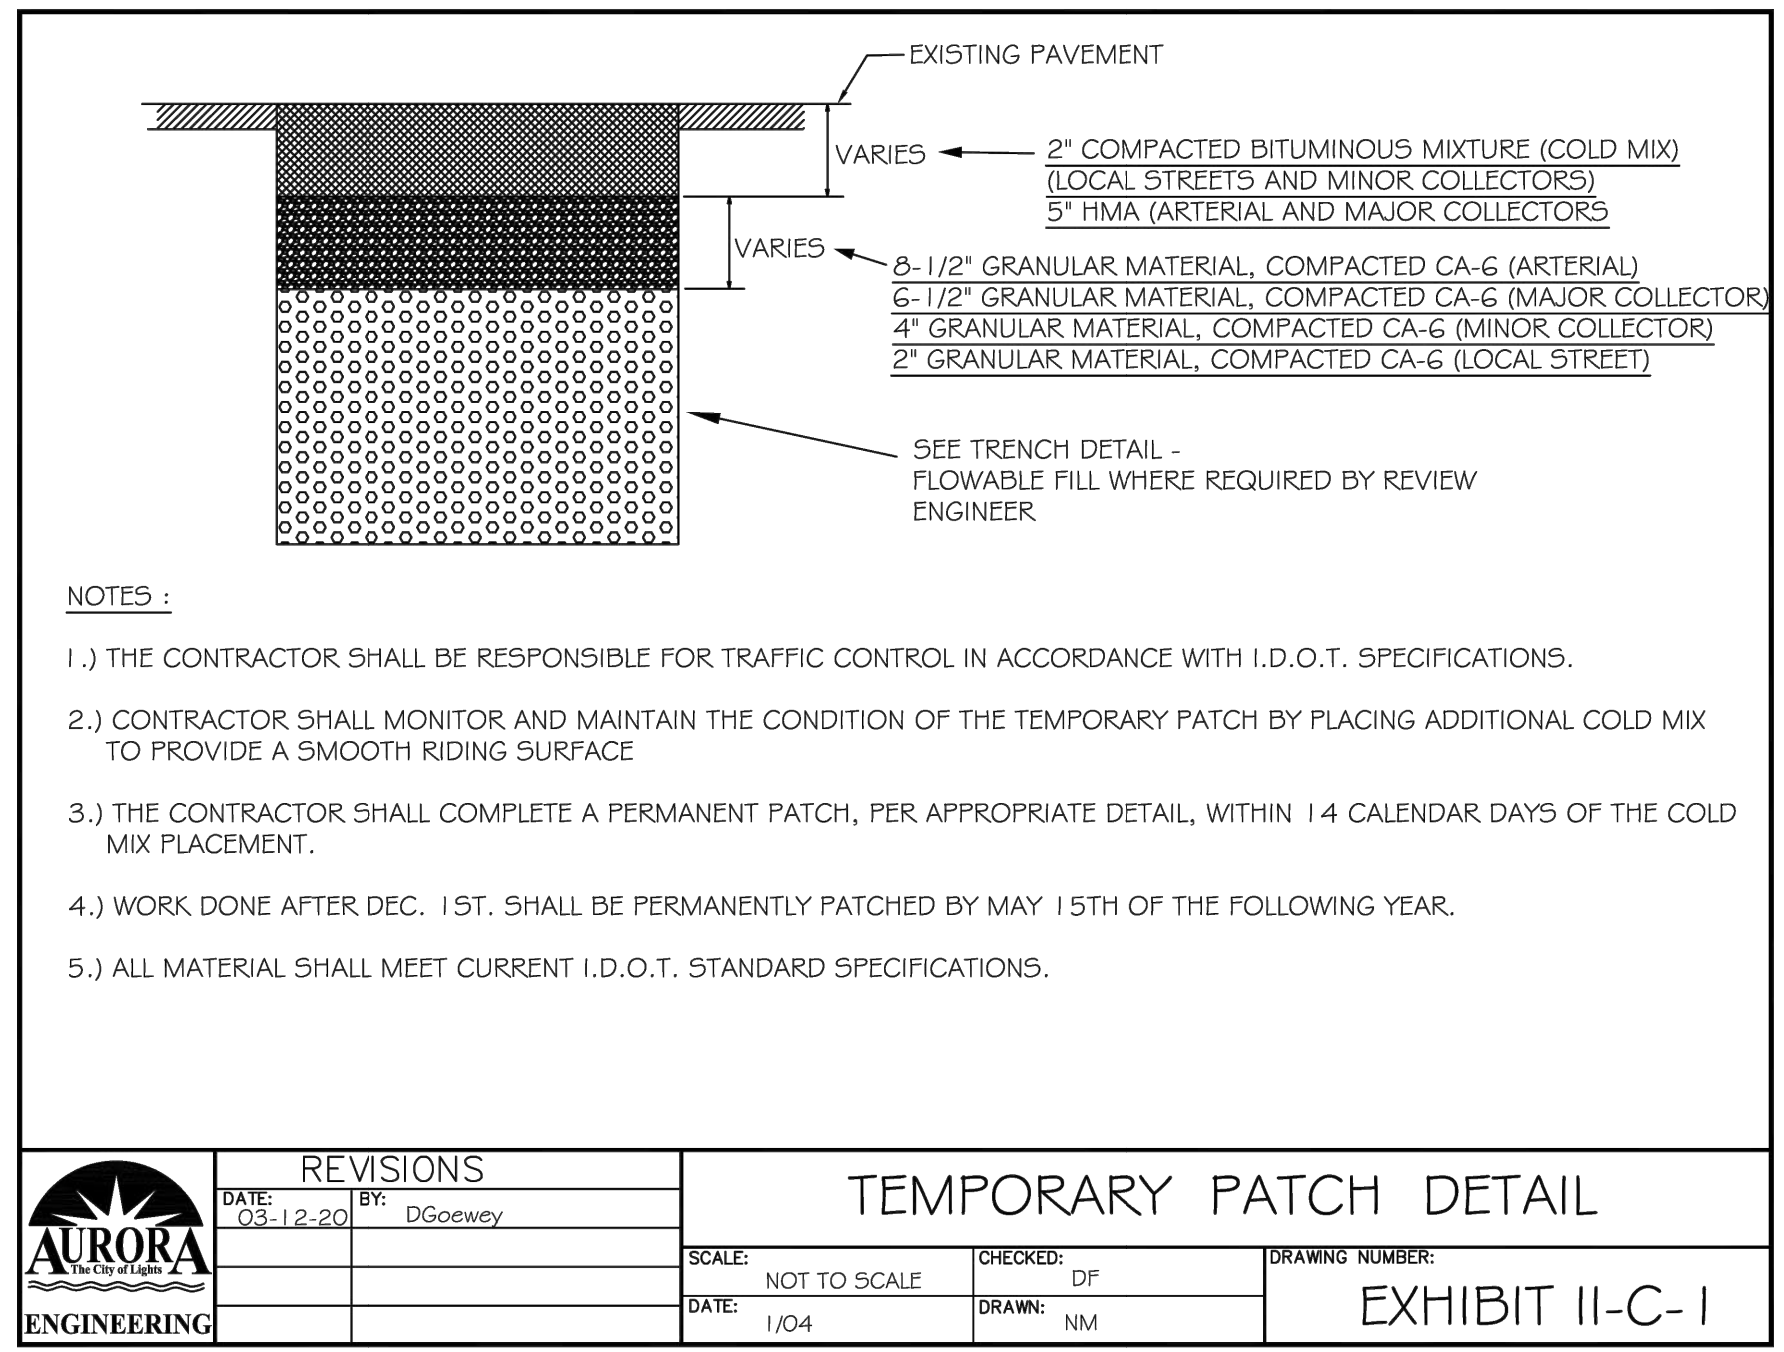 EXISTING PAVEMENT
VARIES
2" COMPACTED BITUMINOUS MIXTURE (COLD MIX)
(LOCAL STREETS AND MINOR COLLECTORS)
5" HMA (ARTERIAL AND MAJOR COLLECTORS
VARIES
8-1/2" GRANULAR MATERIAL, COMPACTED CA-6 (ARTERIAL)
6-1/2" GRANULAR MATERIAL, COMPACTED CA-6 (MAJOR COLLECTOR)
4" GRANULAR MATERIAL, COMPACTED CA-6 (MINOR COLLECTOR)
2" GRANULAR MATERIAL, COMPACTED CA-6 (LOCAL STREET)
SEE TRENCH DETAIL -
FLOWABLE FILL WHERE REQUIRED BY REVIEW
ENGINEER
NOTES :
1.) THE CONTRACTOR SHALL BE RESPONSIBLE FOR TRAFFIC CONTROL IN ACCORDANCE WITH I.D.O.T. SPECIFICATIONS.
2.) CONTRACTOR SHALL MONITOR AND MAINTAIN THE CONDITION OF THE TEMPORARY PATCH BY PLACING ADDITIONAL COLD MIX
TO PROVIDE A SMOOTH RIDING SURFACE
3.) THE CONTRACTOR SHALL COMPLETE A PERMANENT PATCH, PER APPROPRIATE DETAIL, WITHIN 14 CALENDAR DAYS OF THE COLD
MIX PLACEMENT.
4.) WORK DONE AFTER DEC. 1ST. SHALL BE PERMANENTLY PATCHED BY MAY 15TH OF THE FOLLOWING YEAR.
5.) ALL MATERIAL SHALL MEET CURRENT I.D.O.T. STANDARD SPECIFICATIONS.
AURORA
The City of Lights
ENGINEERING
REVISIONS
DATE: 03-12-20 BY: DGoewey
TEMPORARY PATCH DETAIL
SCALE: NOT TO SCALE
CHECKED: DF
DATE: 1/04
DRAWN: NM
DRAWING NUMBER:
EXHIBIT II-C-1